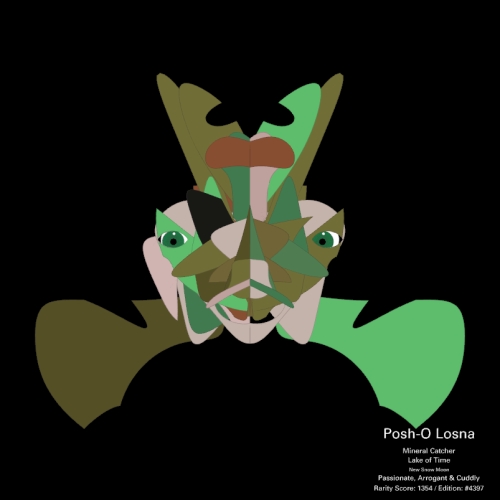 Posh-O Losna
Mineral Catcher
Lake of Time
New Snow Moon
Passionate, Arrogant & Cuddly
Rarity Score: 1354 / Edition: #4397